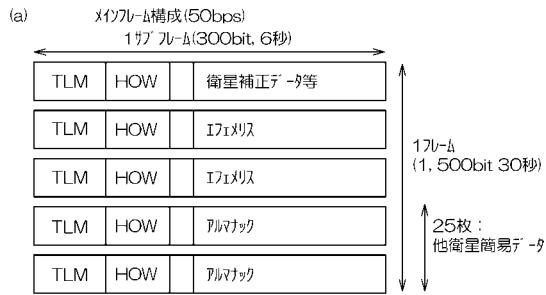 (a)
ﾒｲﾝﾌﾚｰﾑ構成(50bps)
1ｻﾌﾞﾌﾚｰﾑ(300bit, 6秒)
TLM HOW 衛星補正ﾃﾞｰﾀ等
TLM HOW ｴﾌｪﾒﾘｽ
TLM HOW ｴﾌｪﾒﾘｽ
TLM HOW ｱﾙﾏﾅｯｸ
TLM HOW ｱﾙﾏﾅｯｸ
1ﾌﾚｰﾑ
(1, 500bit 30秒)
25枚：
他衛星簡易ﾃﾞｰﾀ